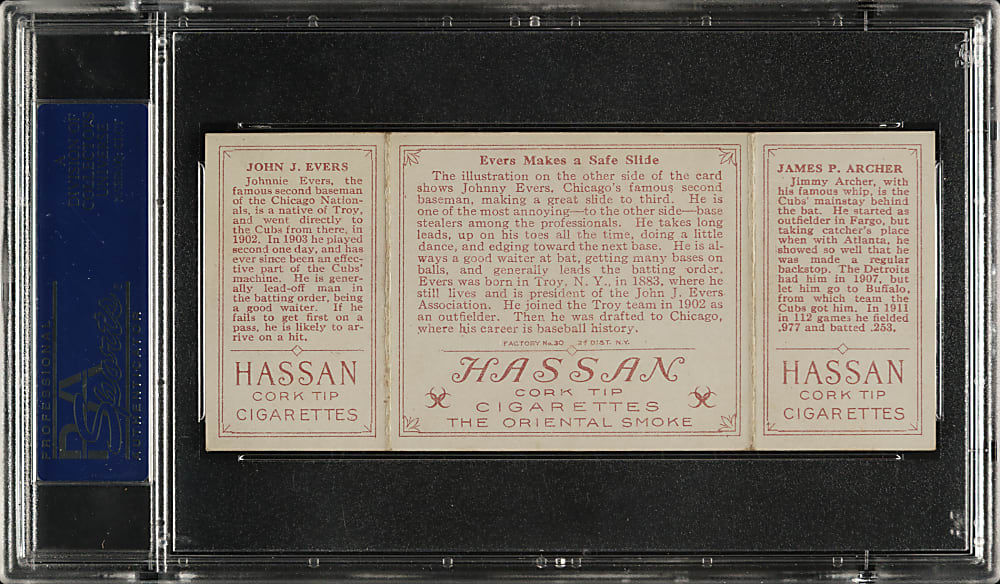 JOHN J. EVERS
Johnnie Evers, the
famous second baseman
of the Chicago Nation-
als, is a native of Troy,
and went directly to
the Cubs from there, in
1902. In 1903 he played
second one day, and has
ever since been an effec-
tive part of the Cubs'
machine. He is gener-
ally lead-off man in
the batting order, being
a good waiter. If he
fails to get first on a
pass, he is likely to ar-
rive on a hit.
HASSAN
CORK TIP
CIGARETTES
Evers Makes a Safe Slide
The illustration on the other side of the card
shows Johnny Evers, Chicago's famous second
baseman, making a great slide to third. He is
one of the most annoying—to the other side—base
stealers among the professionals. He takes long
leads, up on his toes all the time, doing a little
dance, and edging toward the next base. He is al-
ways a good waiter at bat, getting many bases on
balls, and generally leads the batting order.
Evers was born in Troy, N. Y., in 1883, where he
still lives and is president of the John J. Evers
Association. He joined the Troy team in 1902 as
an outfielder. Then he was drafted to Chicago,
where his career is baseball history.
FACTORY No. 30 2d DIST. N.Y.
HASSAN
CORK TIP
CIGARETTES
THE ORIENTAL SMOKE
JAMES P. ARCHER
Jimmy Archer, with
his famous whip, is the
Cubs' mainstay behind
the bat. He started as
outfielder in Fargo, but
taking catcher's place
when with Atlanta, he
showed so well that he
was made a regular
backstop. The Detroits
had him in 1907, but
let him go to Buffalo,
from which team the
Cubs got him. In 1911
in 112 games he fielded
.977 and batted .253.
HASSAN
CORK TIP
CIGARETTES
PROFESSIONAL
PSA
Sports
AUTHENTICATOR
A
DIVISION OF
COLLECTORS
UNIVERSE